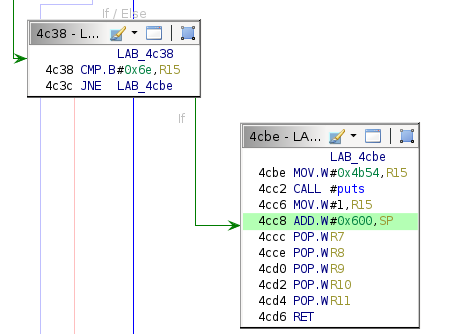 If / Else
4c38 - L...
LAB_4c38
4c38 CMP.B #0x6e,R15
4c3c JNE LAB_4cbe
If
4cbe - LA...
LAB_4cbe
4cbe MOV.W #0x4b54,R15
4cc2 CALL #puts
4cc6 MOV.W #1,R15
4cc8 ADD.W #0x600,SP
4ccc POP.W R7
4cce POP.W R8
4cd0 POP.W R9
4cd2 POP.W R10
4cd4 POP.W R11
4cd6 RET